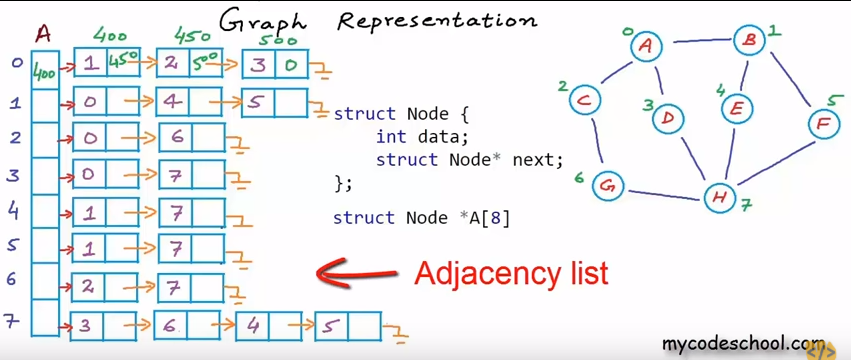 Graph Representation
A 400 450 500
0 400 1 450 2 500 3 0
1 0 4 5
2 0 6
3 0 7
4 1 7
5 1 7
6 2 7
7 3 6 4 5
struct Node {
int data;
struct Node* next;
};
struct Node *A[8]
Adjacency list
0 A
B 1
2 C
3 D
4 E
5 F
6 G
H 7
mycodeschool.com
</>